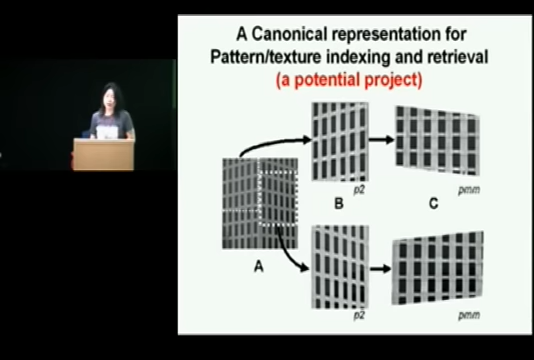 A Canonical representation for
Pattern/texture indexing and retrieval
(a potential project)
p2
pmm
B
C
A
p2
pmm